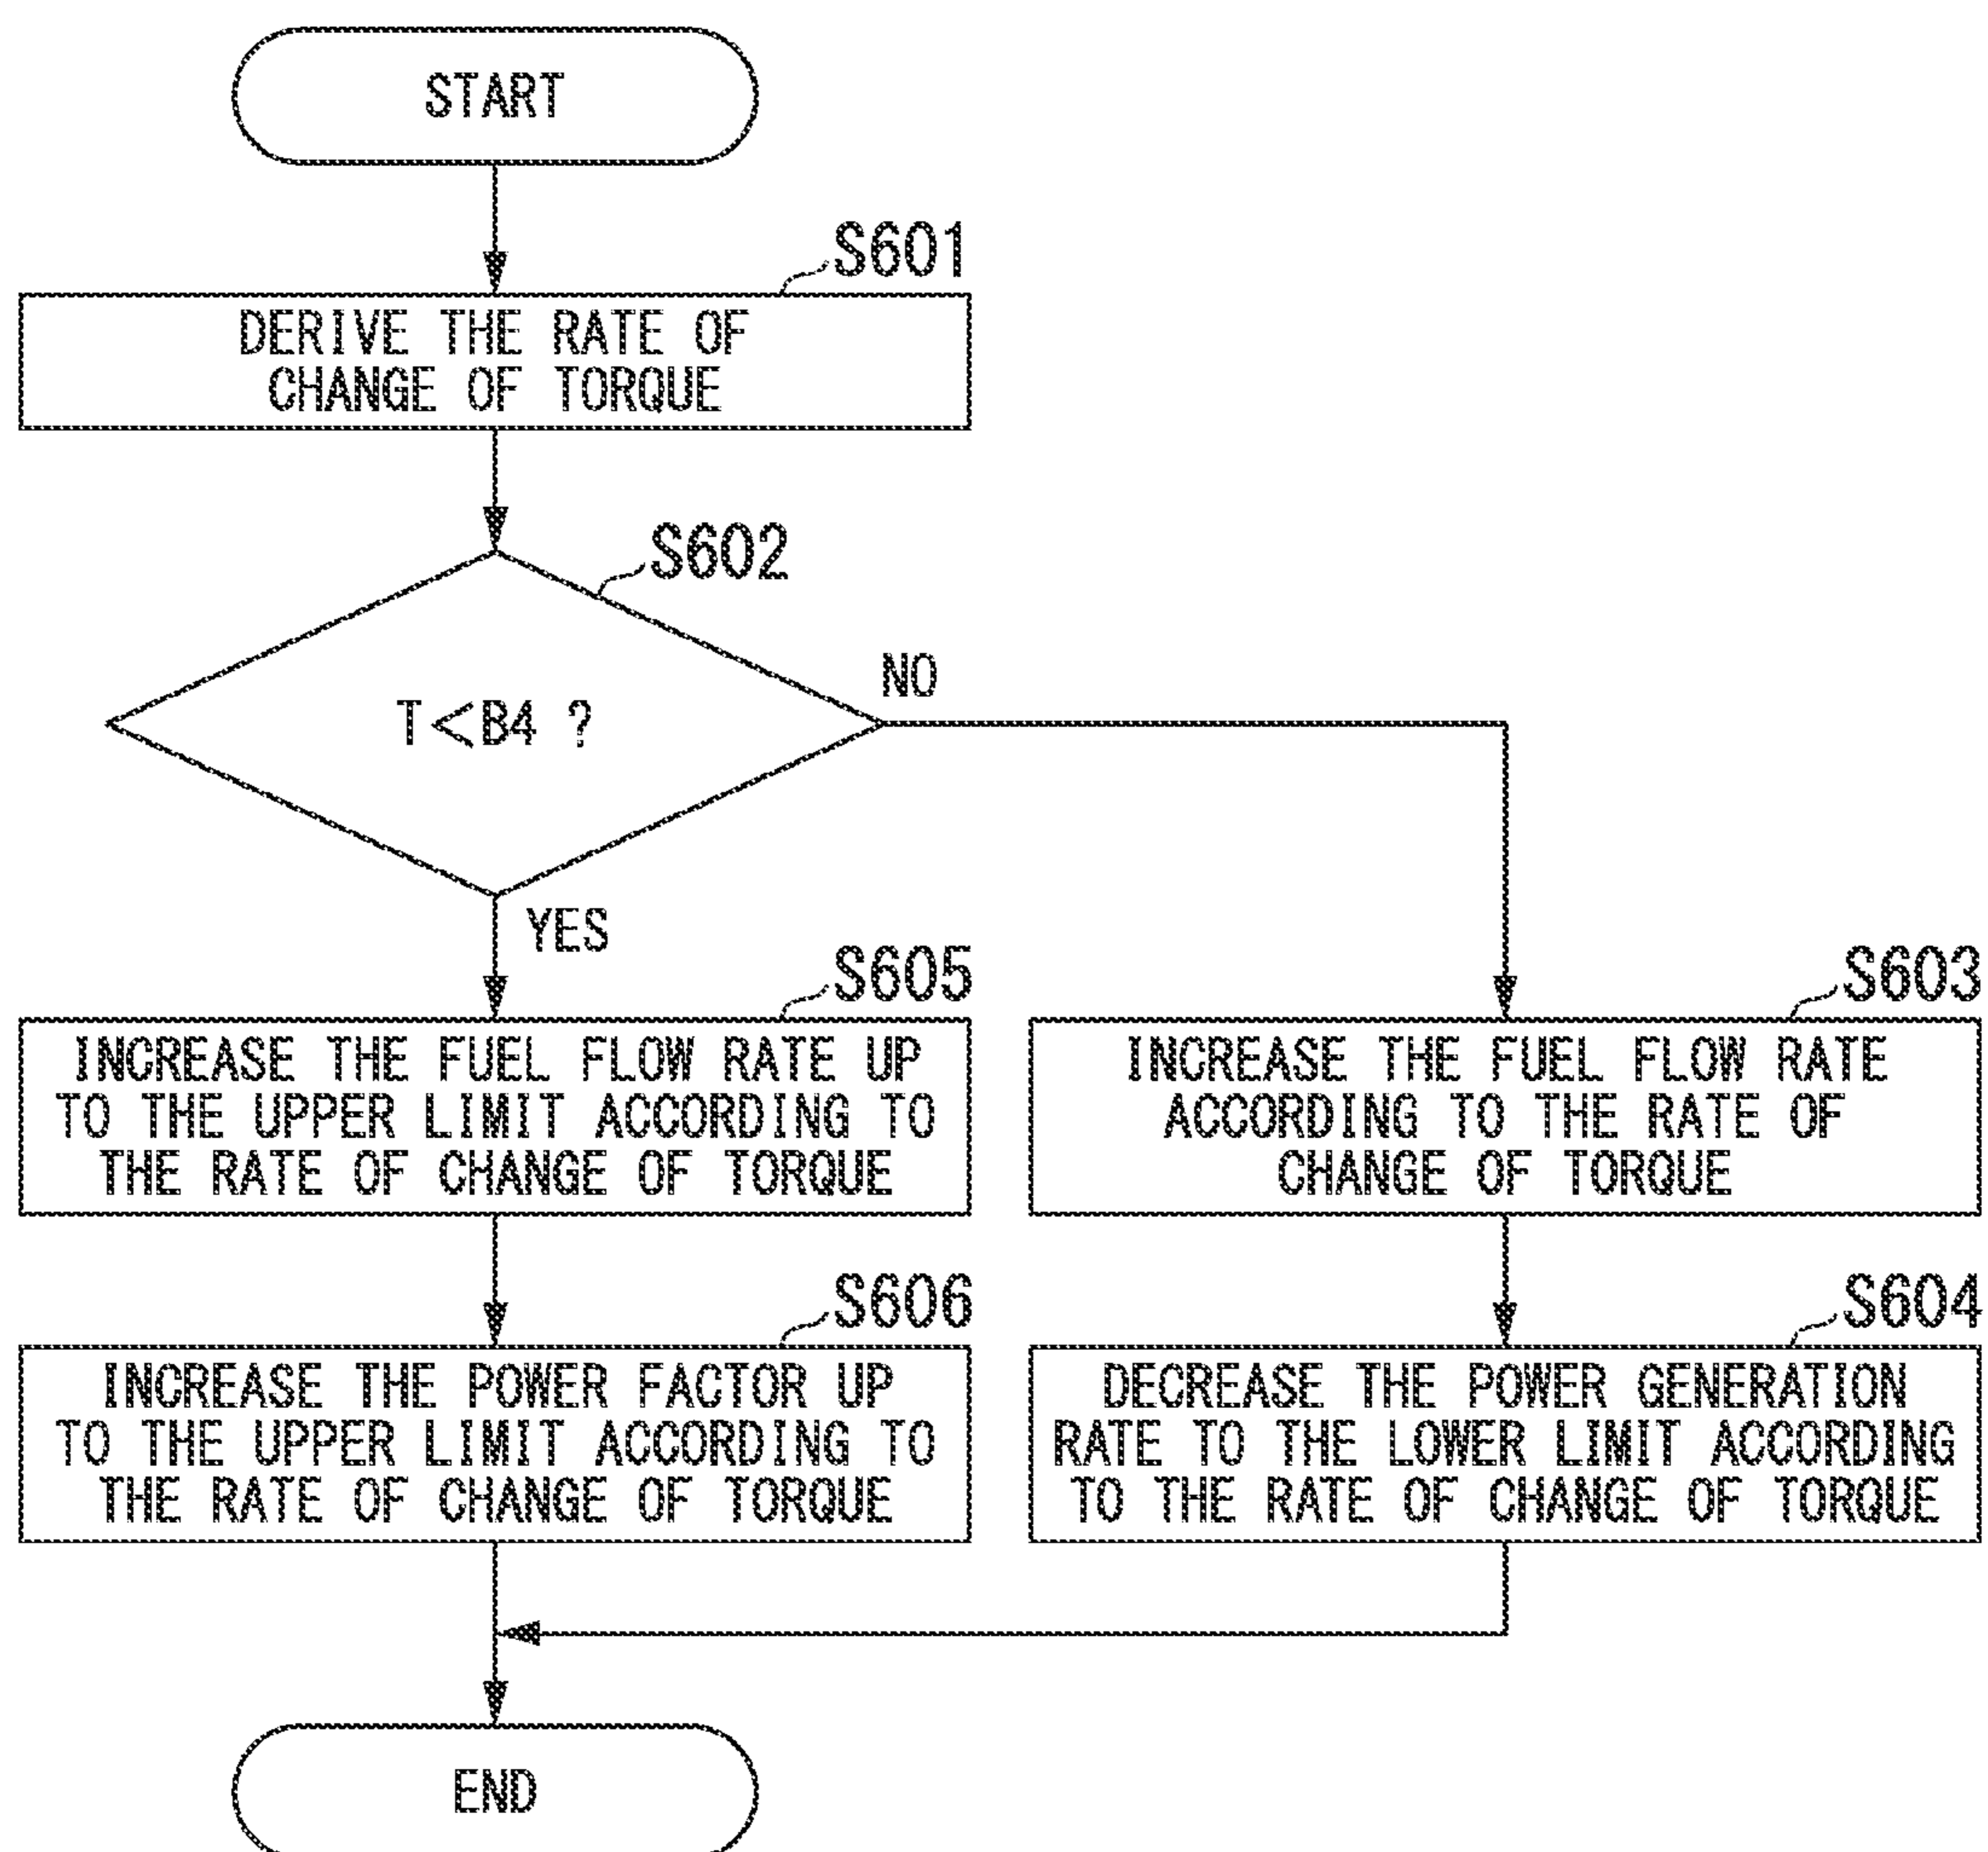 START
S601
DERIVE THE RATE OF
CHANGE OF TORQUE
S602
T<B4 ?
NO
YES
S605
INCREASE THE FUEL FLOW RATE UP
TO THE UPPER LIMIT ACCORDING TO
THE RATE OF CHANGE OF TORQUE
S603
INCREASE THE FUEL FLOW RATE
ACCORDING TO THE RATE OF
CHANGE OF TORQUE
S606
INCREASE THE POWER FACTOR UP
TO THE UPPER LIMIT ACCORDING TO
THE RATE OF CHANGE OF TORQUE
S604
DECREASE THE POWER GENERATION
RATE TO THE LOWER LIMIT ACCORDING
TO THE RATE OF CHANGE OF TORQUE
END